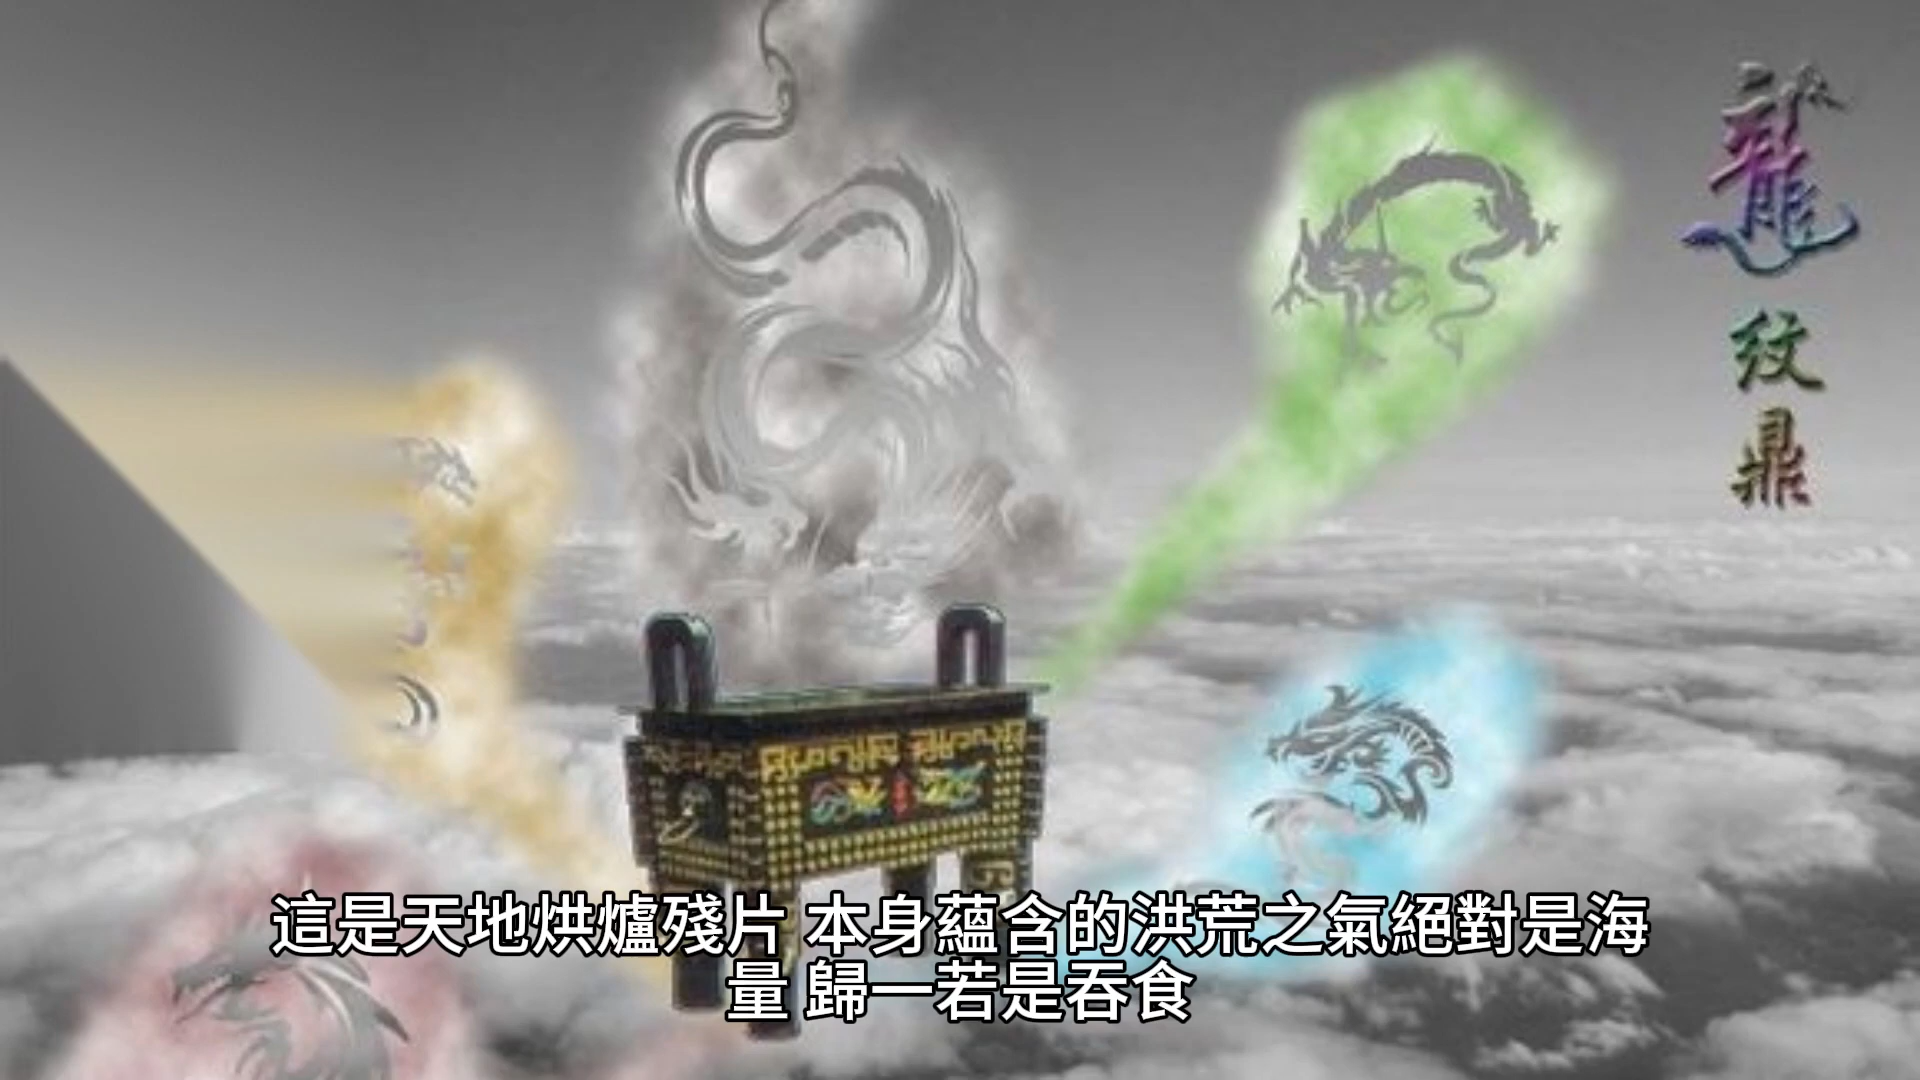 龍紋鼎
這是天地烘爐殘片 本身蘊含的洪荒之氣絕對是海
量 歸一若是吞食